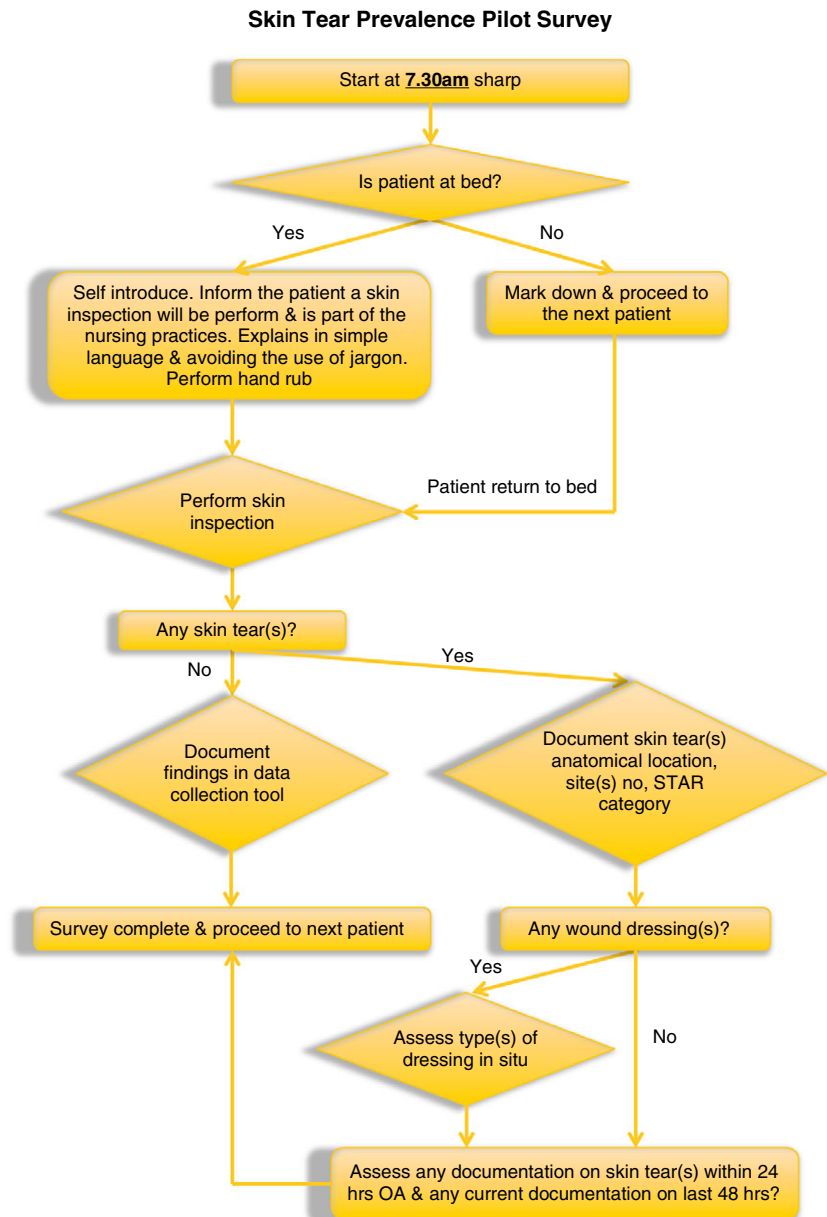 Skin Tear Prevalence Pilot Survey
Start at 7.30am sharp
Is patient at bed?
Yes
No
Self introduce. Inform the patient a skin
inspection will be perform & is part of the
nursing practices. Explains in simple
language & avoiding the use of jargon.
Perform hand rub
Mark down & proceed to
the next patient
Patient return to bed
Perform skin
inspection
Any skin tear(s)?
No
Yes
Document
findings in data
collection tool
Document skin tear(s)
anatomical location,
site(s) no, STAR
category
Survey complete & proceed to next patient
Any wound dressing(s)?
Yes
No
Assess type(s) of
dressing in situ
Assess any documentation on skin tear(s) within 24
hrs OA & any current documentation on last 48 hrs?